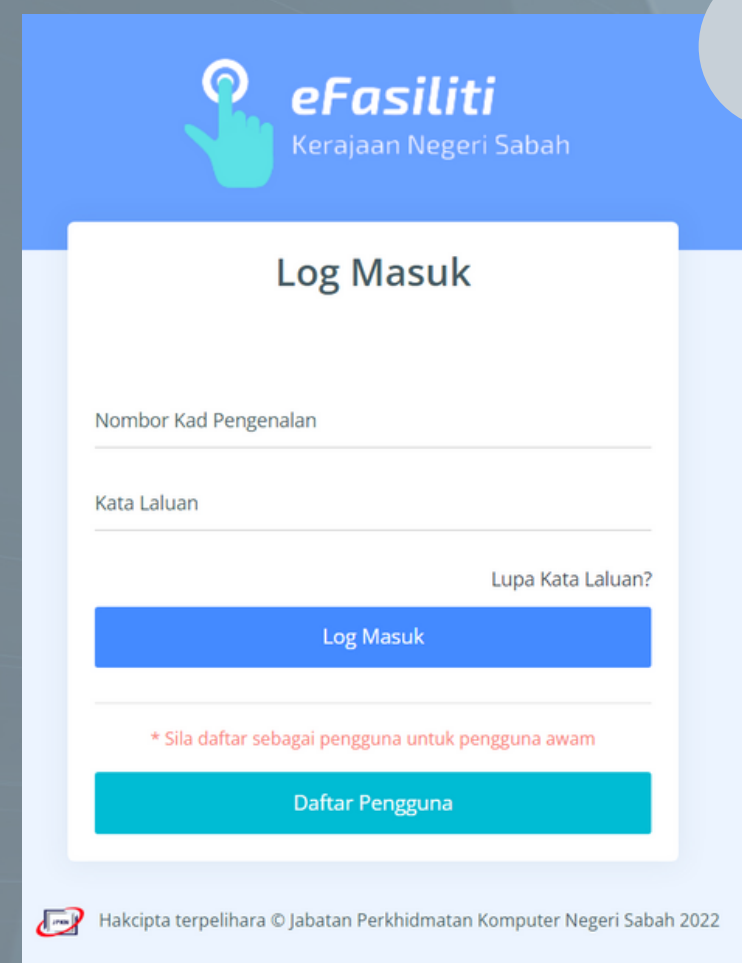 eFasiliti
Kerajaan Negeri Sabah
Log Masuk
Nombor Kad Pengenalan
Kata Laluan
Lupa Kata Laluan?
Log Masuk
* Sila daftar sebagai pengguna untuk pengguna awam
Daftar Pengguna
Hakcipta terpelihara © Jabatan Perkhidmatan Komputer Negeri Sabah 2022